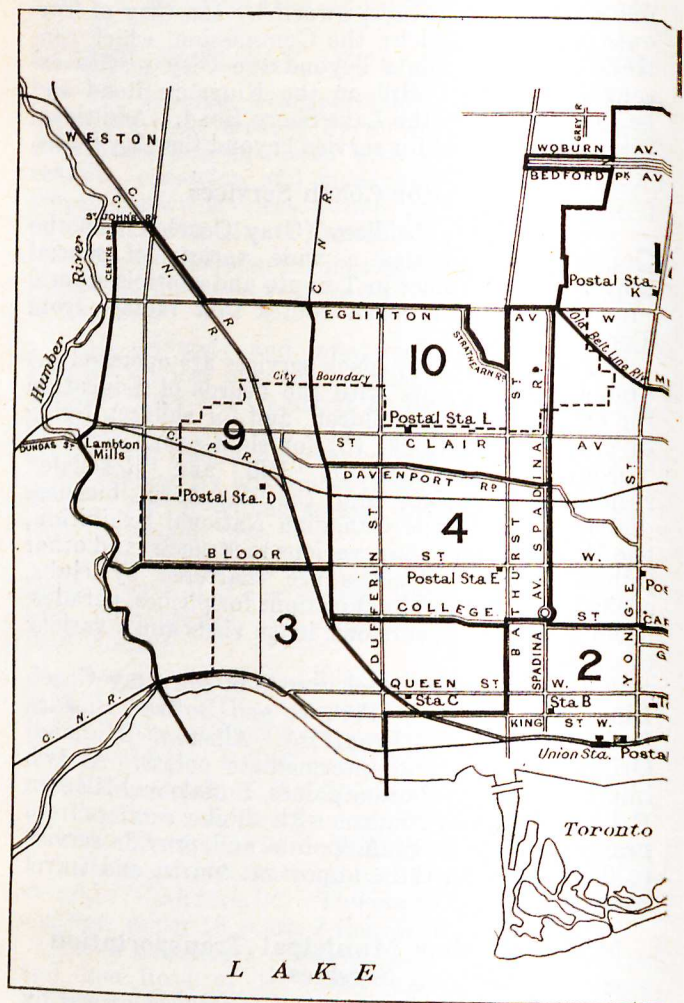 WESTON
GREY R
WOBURN AV.
BEDFORD PK AV
ST JOHN'S RD
CENTRE RD
C. P. R.
C. N. R.
C N R.
River
Humber
Postal Sta. K
EGLINTON AV W
Old Belt Line Rly
STRATHEARN RD
10
City Boundary
ST RD
Postal Sta L
9
DUNDAS ST
Lambton Mills
C. P. R.
ST CLAIR AV
DAVENPORT RD
Postal Sta. D
4
BLOOR ST W.
Postal Sta E
DUFFERIN ST
BATHURST
SPADINA AV.
SPADINA
YONGE ST
COLLEGE ST
3
2
QUEEN ST W.
Sta C
Sta B
KING ST W.
C. N. R.
Union Sta.
Toronto
LAKE